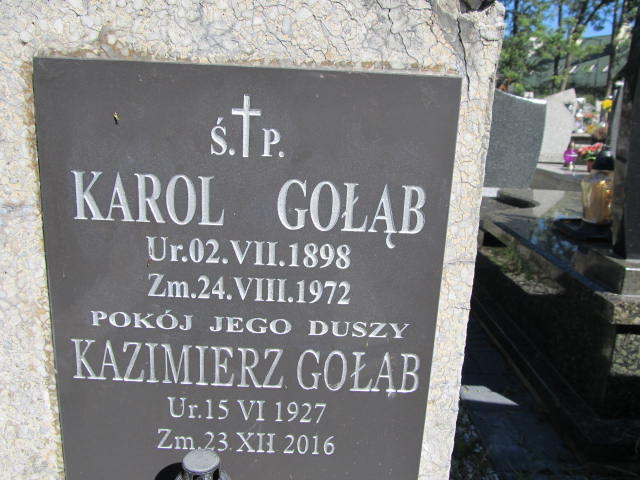 Ś.†P.
KAROL GOŁĄB
Ur.02.VII.1898
Zm.24.VIII.1972
POKÓJ JEGO DUSZY
KAZIMIERZ GOŁĄB
Ur.15 VI 1927
Zm.23 XII 2016